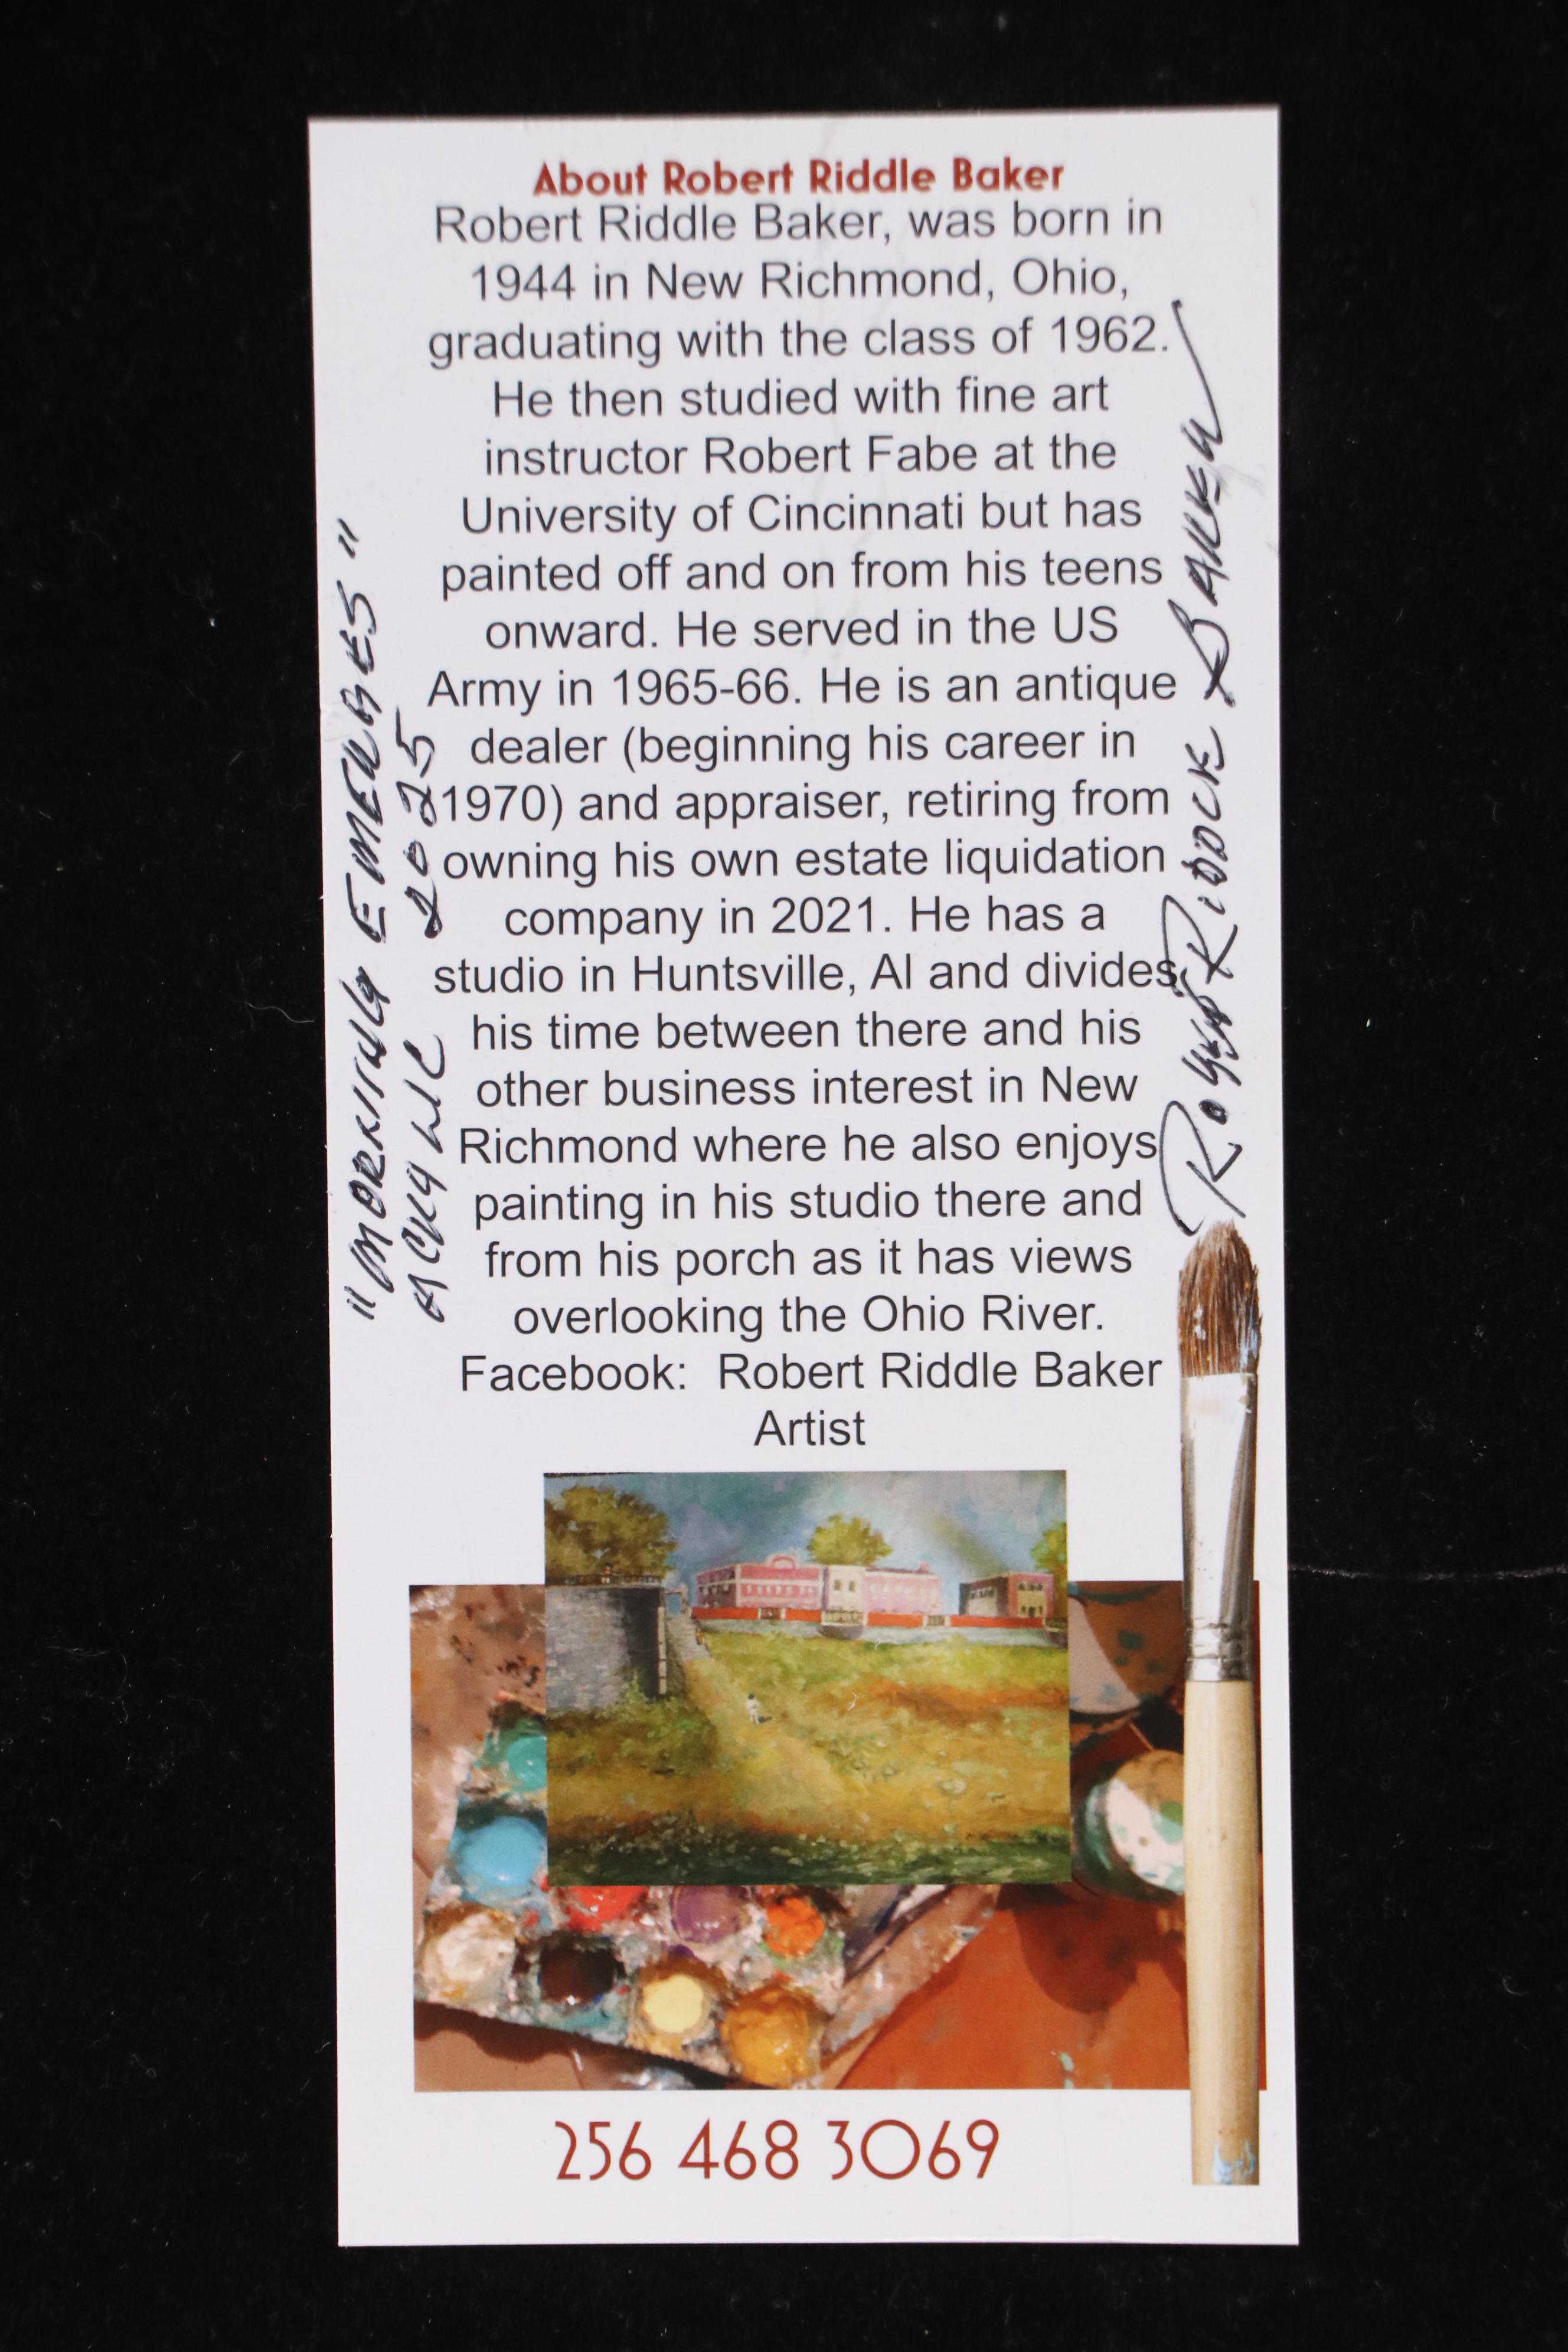 About Robert Riddle Baker
Robert Riddle Baker, was born in
1944 in New Richmond, Ohio,
graduating with the class of 1962.
He then studied with fine art
instructor Robert Fabe at the
University of Cincinnati but has
painted off and on from his teens
onward. He served in the US
Army in 1965-66. He is an antique
dealer (beginning his career in
1970) and appraiser, retiring from
owning his own estate liquidation
company in 2021. He has a
studio in Huntsville, Al and divides
his time between there and his
other business interest in New
Richmond where he also enjoys
painting in his studio there and
from his porch as it has views
overlooking the Ohio River.
Facebook: Robert Riddle Baker
Artist
256 468 3069
"MORNING EMERGES"
ACRYLIC 2025
ROBERT RIDDLE BAKER